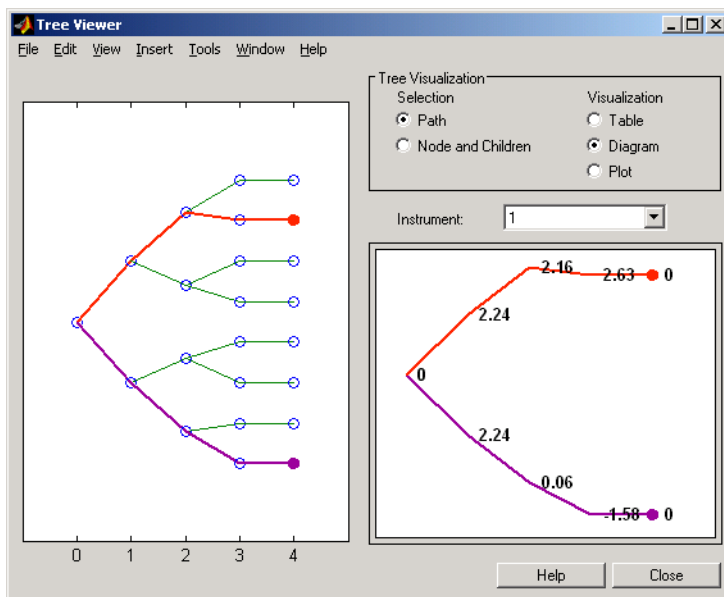 Tree Viewer
File Edit View Insert Tools Window Help
Tree Visualization
Selection Visualization
Path Table
Node and Children Diagram
Plot
Instrument: 1
2.16 2.63 0
2.24
0
2.24
0.06
-1.58 0
0 1 2 3 4
Help Close